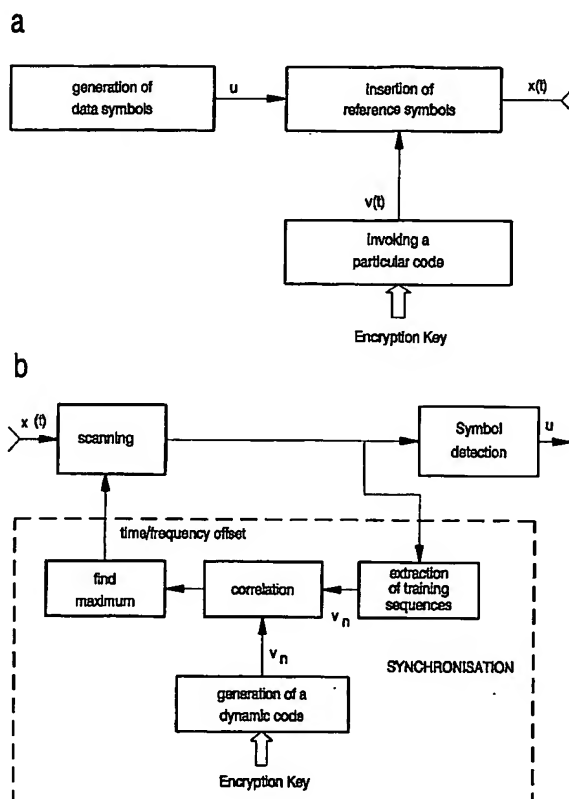 a
generation of
data symbols
u
insertion of
reference symbols
x(t)
v(t)
invoking a
particular code
Encryption Key
b
x (t)
scanning
Symbol
detection
u
time/frequency offset
find
maximum
correlation
extraction
of training
sequences
v n
v n
SYNCHRONISATION
generation of a
dynamic code
Encryption Key